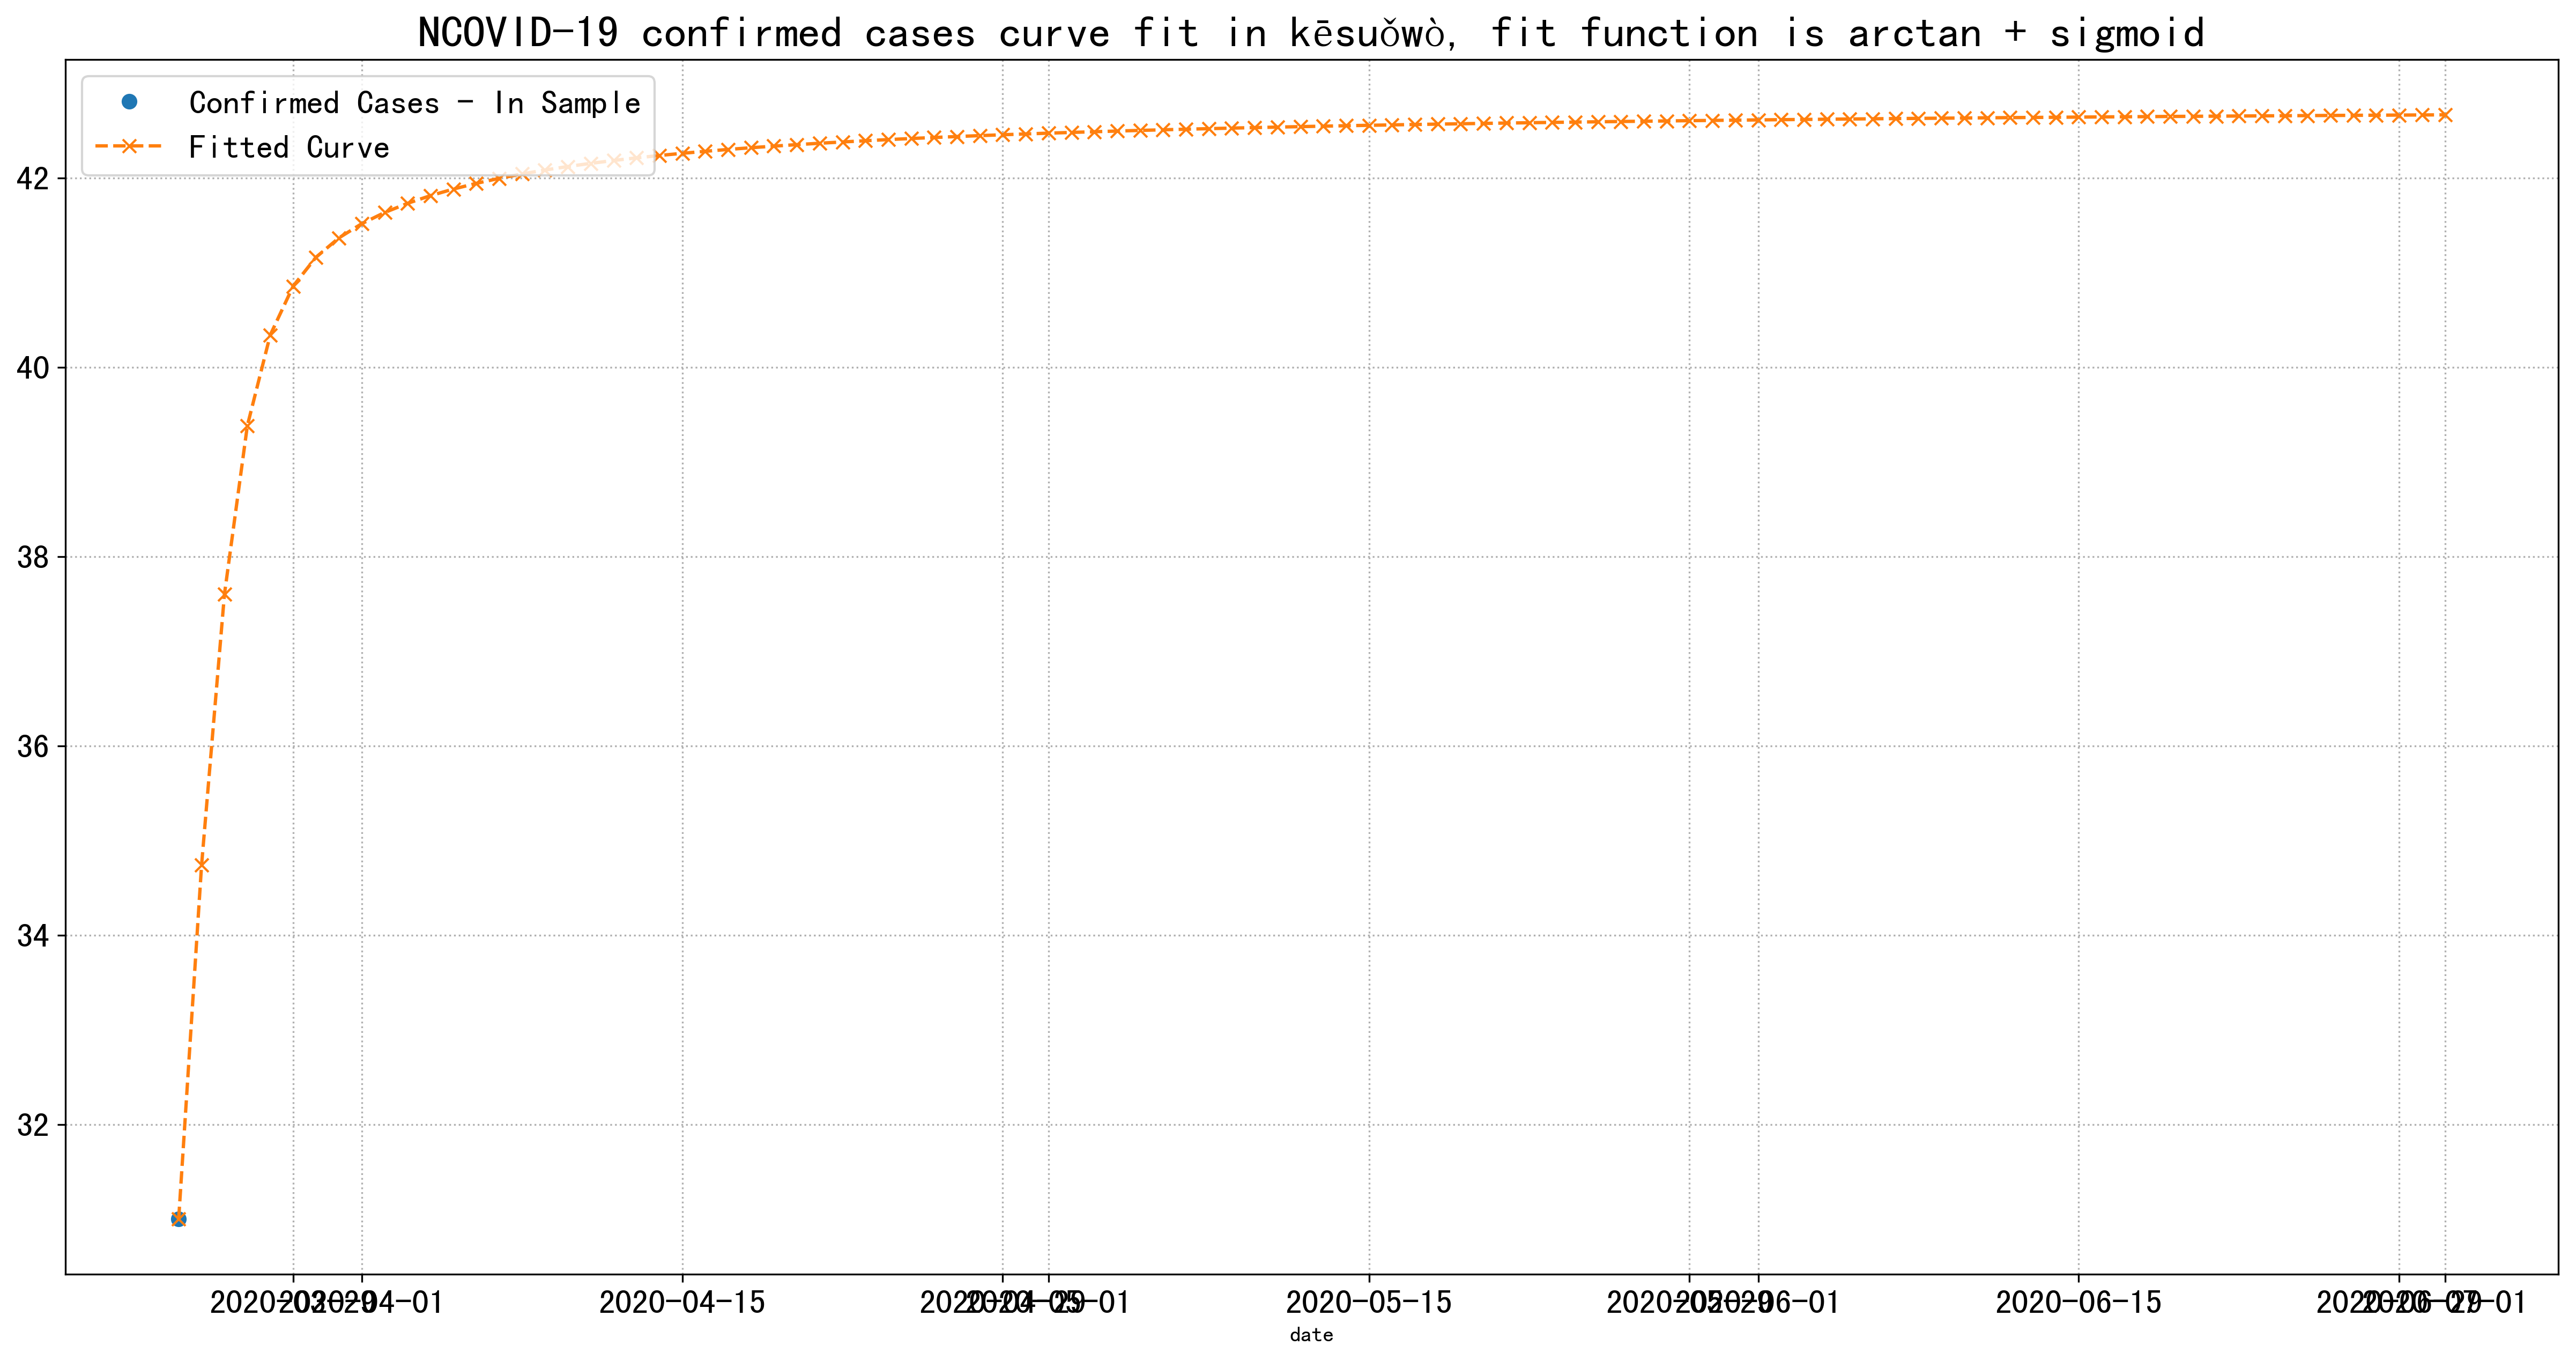 NCOVID-19 confirmed cases curve fit in kēsuǒwò, fit function is arctan + sigmoid
Confirmed Cases - In Sample
Fitted Curve
42
40
38
36
34
32
2020-03-29 2020-04-01 2020-04-15 2020-04-29 2020-05-01 2020-05-15 2020-05-29 2020-06-01 2020-06-15 2020-06-29 2020-07-01
date